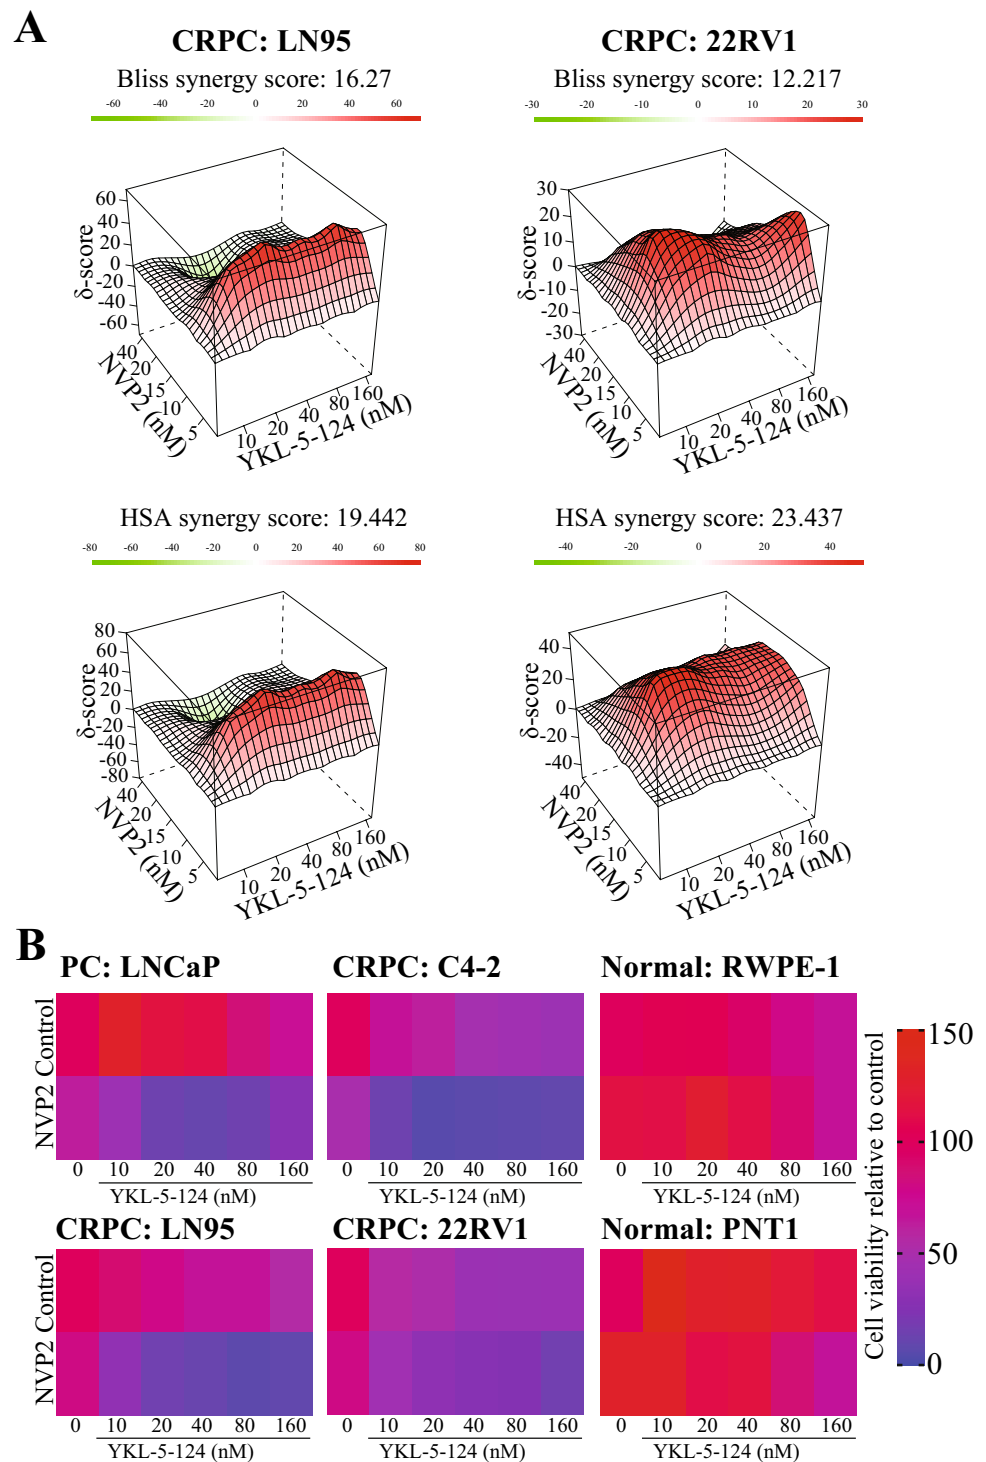 A
CRPC: LN95
Bliss synergy score: 16.27
-60 -40 -20 0 20 40 60
δ-score
60
40
20
0
-20
-40
-60
40
20
15
10
5
NVP2 (nM)
10 20 40 80 160
YKL-5-124 (nM)
CRPC: 22RV1
Bliss synergy score: 12.217
-30 -20 -10 0 10 20 30
δ-score
30
20
10
0
-10
-20
-30
40
20
15
10
5
NVP2 (nM)
10 20 40 80 160
YKL-5-124 (nM)
HSA synergy score: 19.442
-80 -60 -40 -20 0 20 40 60 80
δ-score
80
60
40
20
0
-20
-40
-60
-80
40
20
15
10
5
NVP2 (nM)
10 20 40 80 160
YKL-5-124 (nM)
HSA synergy score: 23.437
-40 -20 0 20 40
δ-score
40
20
0
-20
-40
40
20
15
10
5
NVP2 (nM)
10 20 40 80 160
YKL-5-124 (nM)
B
PC: LNCaP
Control
NVP2
0 10 20 40 80 160
YKL-5-124 (nM)
CRPC: C4-2
0 10 20 40 80 160
YKL-5-124 (nM)
Normal: RWPE-1
0 10 20 40 80 160
YKL-5-124 (nM)
CRPC: LN95
Control
NVP2
0 10 20 40 80 160
YKL-5-124 (nM)
CRPC: 22RV1
0 10 20 40 80 160
YKL-5-124 (nM)
Normal: PNT1
0 10 20 40 80 160
YKL-5-124 (nM)
Cell viability relative to control
150
100
50
0